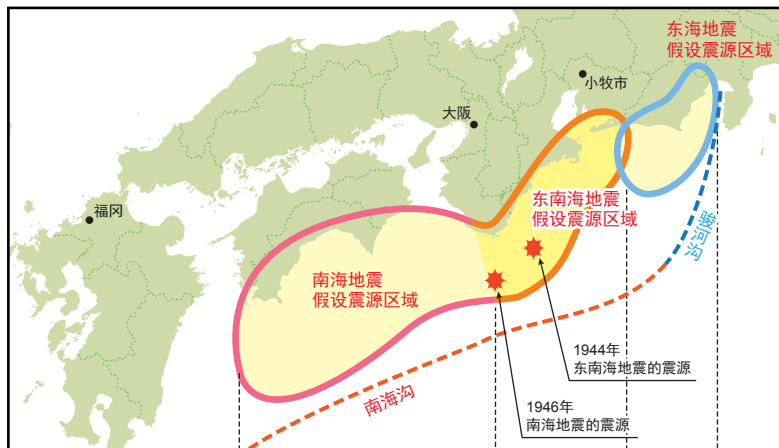 东海地震
假设震源区域
小牧市
大阪
福冈
东南海地震
假设震源区域
骏河沟
南海地震
假设震源区域
1944年
东南海地震的震源
南海沟
1946年
南海地震的震源